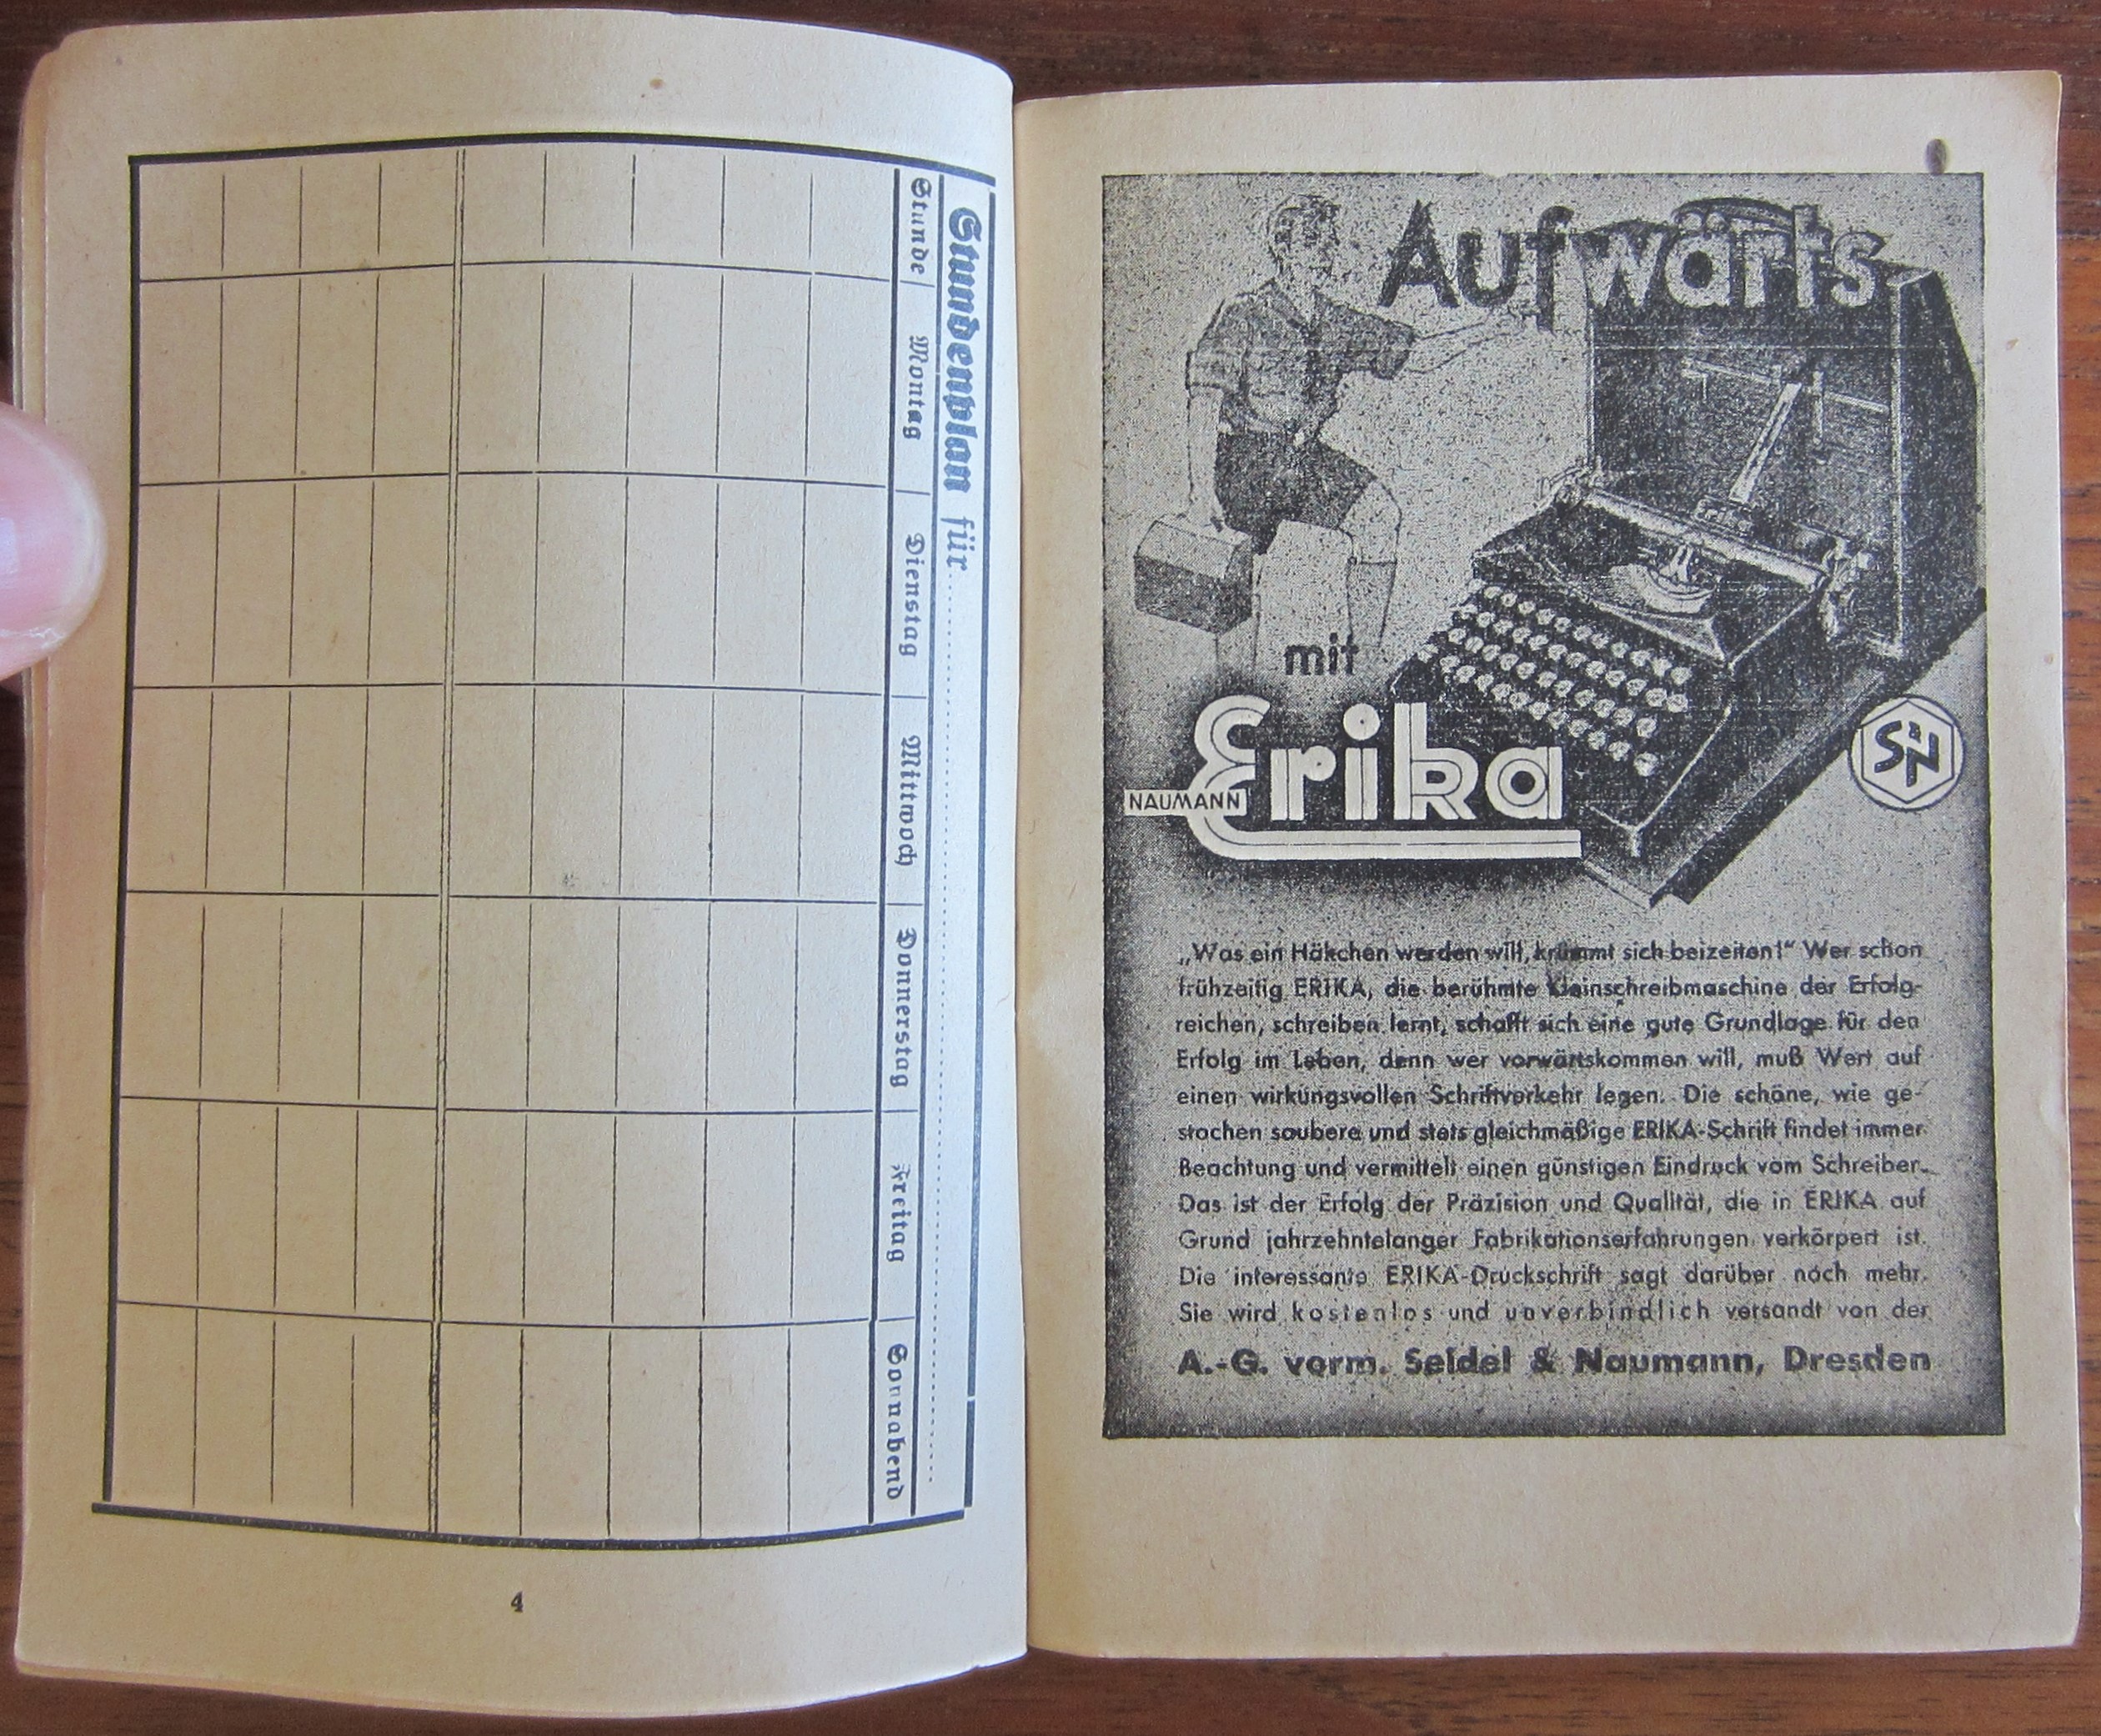 Stundenplan für
Stunde Montag Dienstag Mittwoch Donnerstag Freitag Sonnabend
4
Aufwärts
mit
Erika
NAUMANN
SuN
„Was ein Häkchen werden will, krümmt sich beizeiten!“ Wer schon
frühzeitig ERIKA, die berühmte Kleinschreibmaschine der Erfolg-
reichen, schreiben lernt, schafft sich eine gute Grundlage für den
Erfolg im Leben, denn wer vorwärtskommen will, muß Wert auf
einen wirkungsvollen Schriftverkehr legen. Die schöne, wie ge-
stochen saubere und stets gleichmäßige ERIKA-Schrift findet immer
Beachtung und vermittelt einen günstigen Eindruck vom Schreiber.
Das ist der Erfolg der Präzision und Qualität, die in ERIKA auf
Grund jahrzehntelanger Fabrikationserfahrungen verkörpert ist.
Die interessante ERIKA-Druckschrift sagt darüber noch mehr.
Sie wird kostenlos und unverbindlich versandt von der
A.-G. vorm. Seidel & Naumann, Dresden